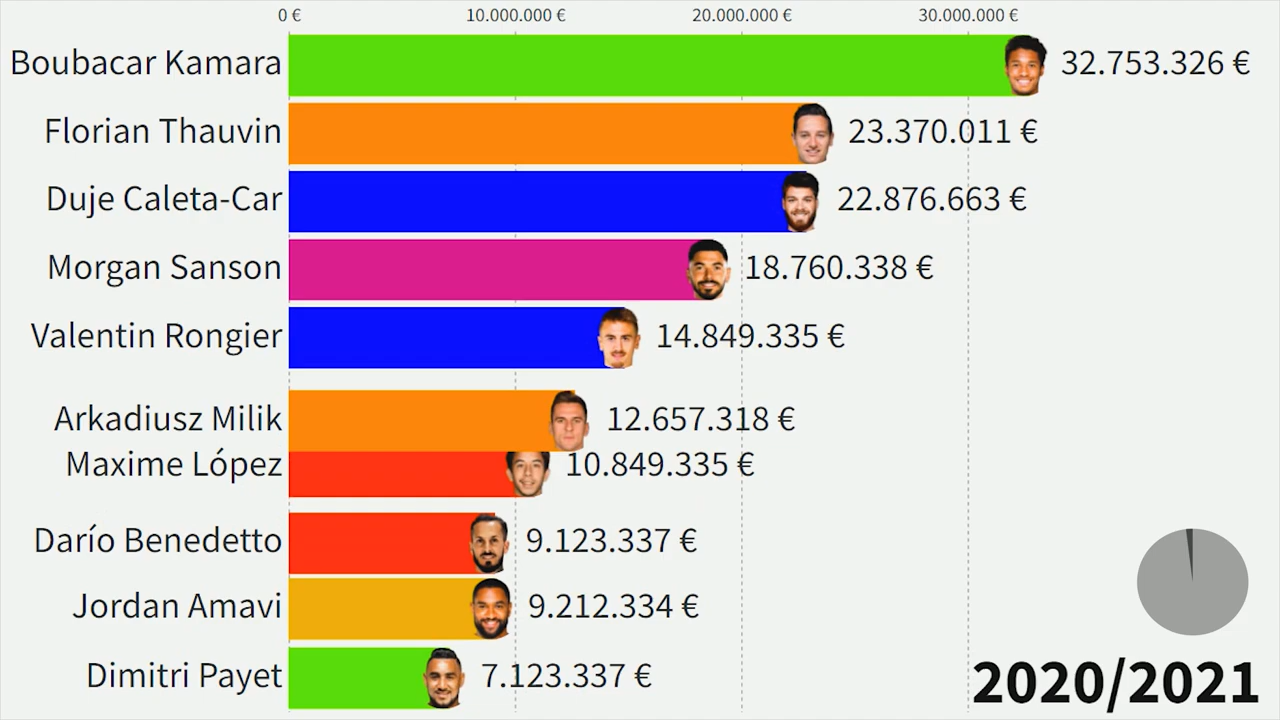 0 € 10.000.000 € 20.000.000 € 30.000.000 €
Boubacar Kamara 32.753.326 €
Florian Thauvin 23.370.011 €
Duje Caleta-Car 22.876.663 €
Morgan Sanson 18.760.338 €
Valentin Rongier 14.849.335 €
Arkadiusz Milik 12.657.318 €
Maxime López 10.849.335 €
Darío Benedetto 9.123.337 €
Jordan Amavi 9.212.334 €
Dimitri Payet 7.123.337 €
2020/2021